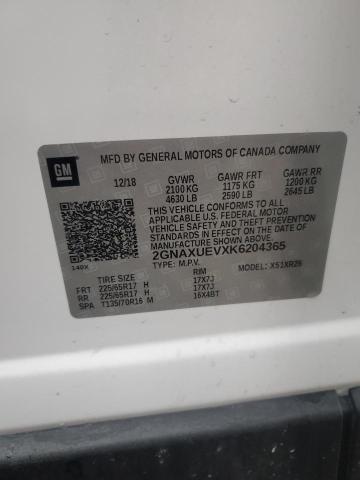 GM
MFD BY GENERAL MOTORS OF CANADA COMPANY
12/18 GVWR GAWR FRT GAWR RR
2100 KG 1175 KG 1200 KG
4630 LB 2590 LB 2645 LB
THIS VEHICLE CONFORMS TO ALL
APPLICABLE U.S. FEDERAL MOTOR
VEHICLE SAFETY AND THEFT PREVENTION
STANDARDS IN EFFECT ON THE DATE OF
MANUFACTURE SHOWN ABOVE.
2GNAXUEVXK6204365
140X TYPE: M.P.V. MODEL: XS1XR26
TIRE SIZE RIM
FRT 225/65R17 H 17X7J
RR 225/65R17 H 17X7J
SPA T135/70R16 M 16X4BT